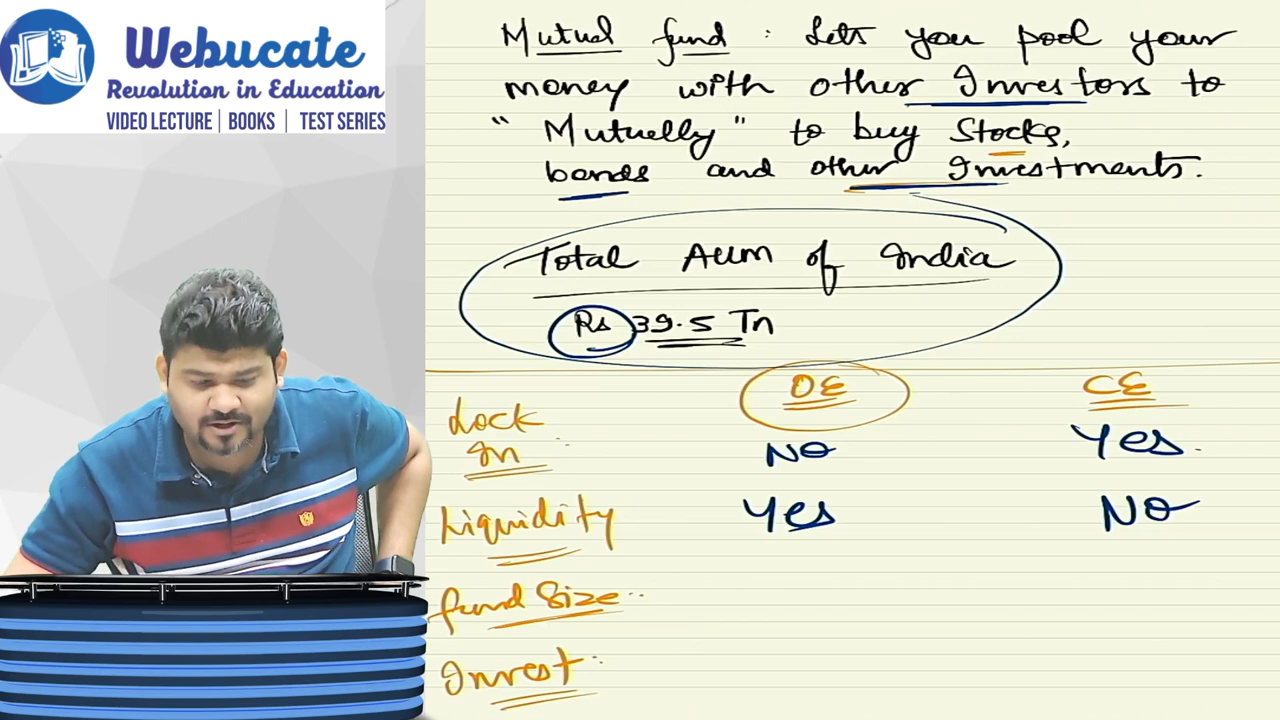 Webucate
Revolution in Education
VIDEO LECTURE | BOOKS | TEST SERIES
Mutual fund : Lets you pool your
money with other Investors to
"Mutuelly" to buy Stocks,
bonds and other Investments.
Total AUM of India
Rs 39.5 Tn
OE CE
Lock
In : NO Yes.
Liquidity Yes NO
fund Size :
Invest :